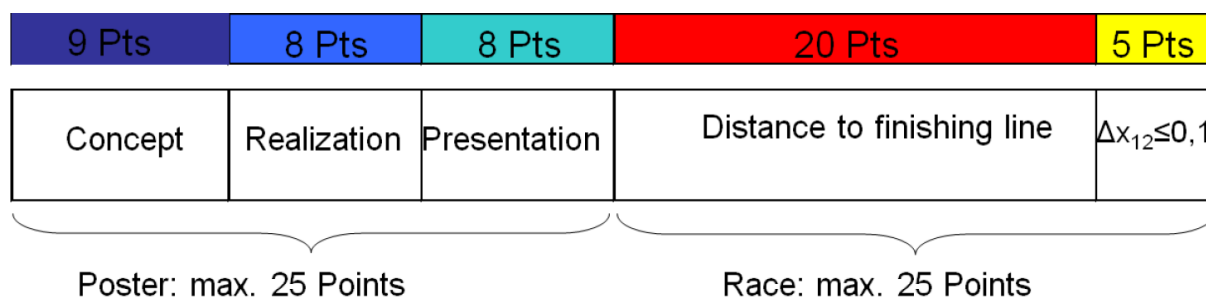 9 Pts 8 Pts 8 Pts 20 Pts 5 Pts
Concept Realization Presentation Distance to finishing line Δx₁₂≤0,1
Poster: max. 25 Points Race: max. 25 Points